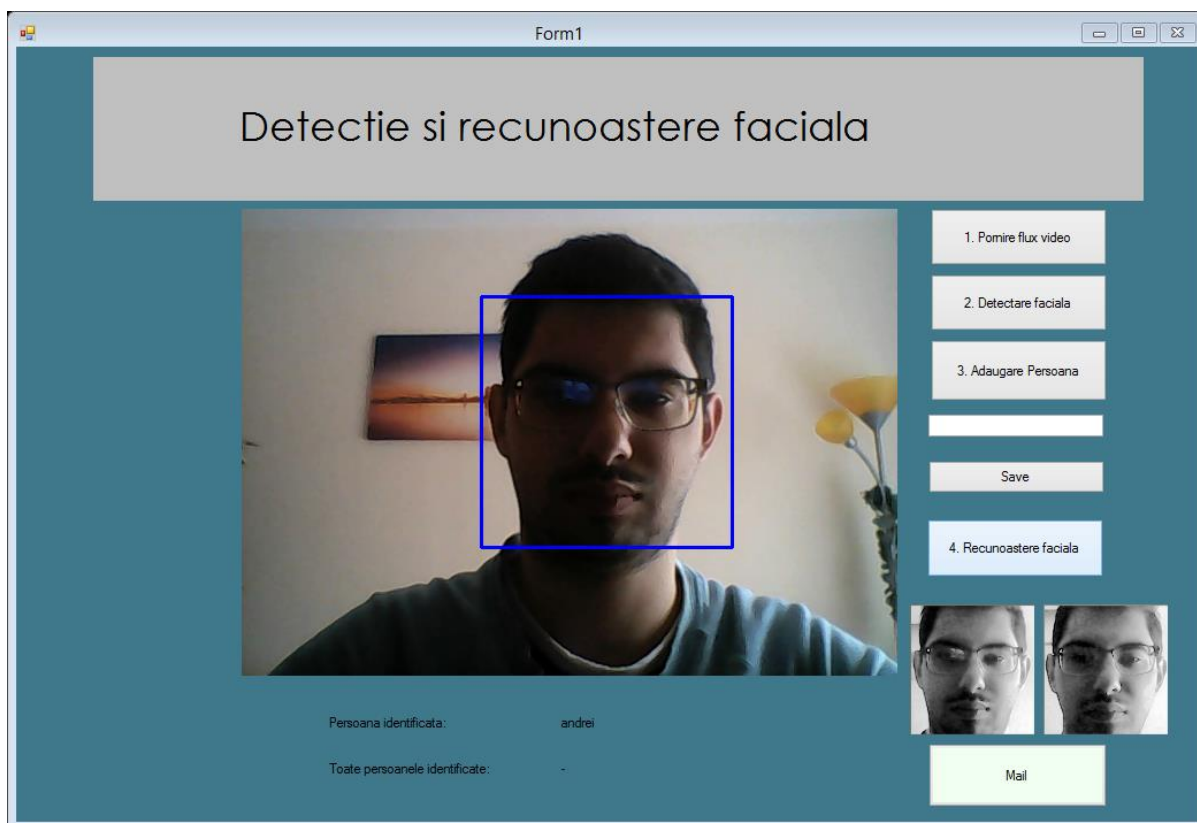 Form1
Detectie si recunoastere faciala
1. Pornire flux video
2. Detectare faciala
3. Adaugare Persoana
Save
4. Recunoastere faciala
Persoana identificata: andrei
Toate persoanele identificate: -
Mail